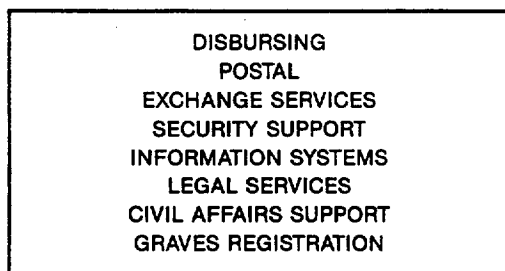 DISBURSING
POSTAL
EXCHANGE SERVICES
SECURITY SUPPORT
INFORMATION SYSTEMS
LEGAL SERVICES
CIVIL AFFAIRS SUPPORT
GRAVES REGISTRATION